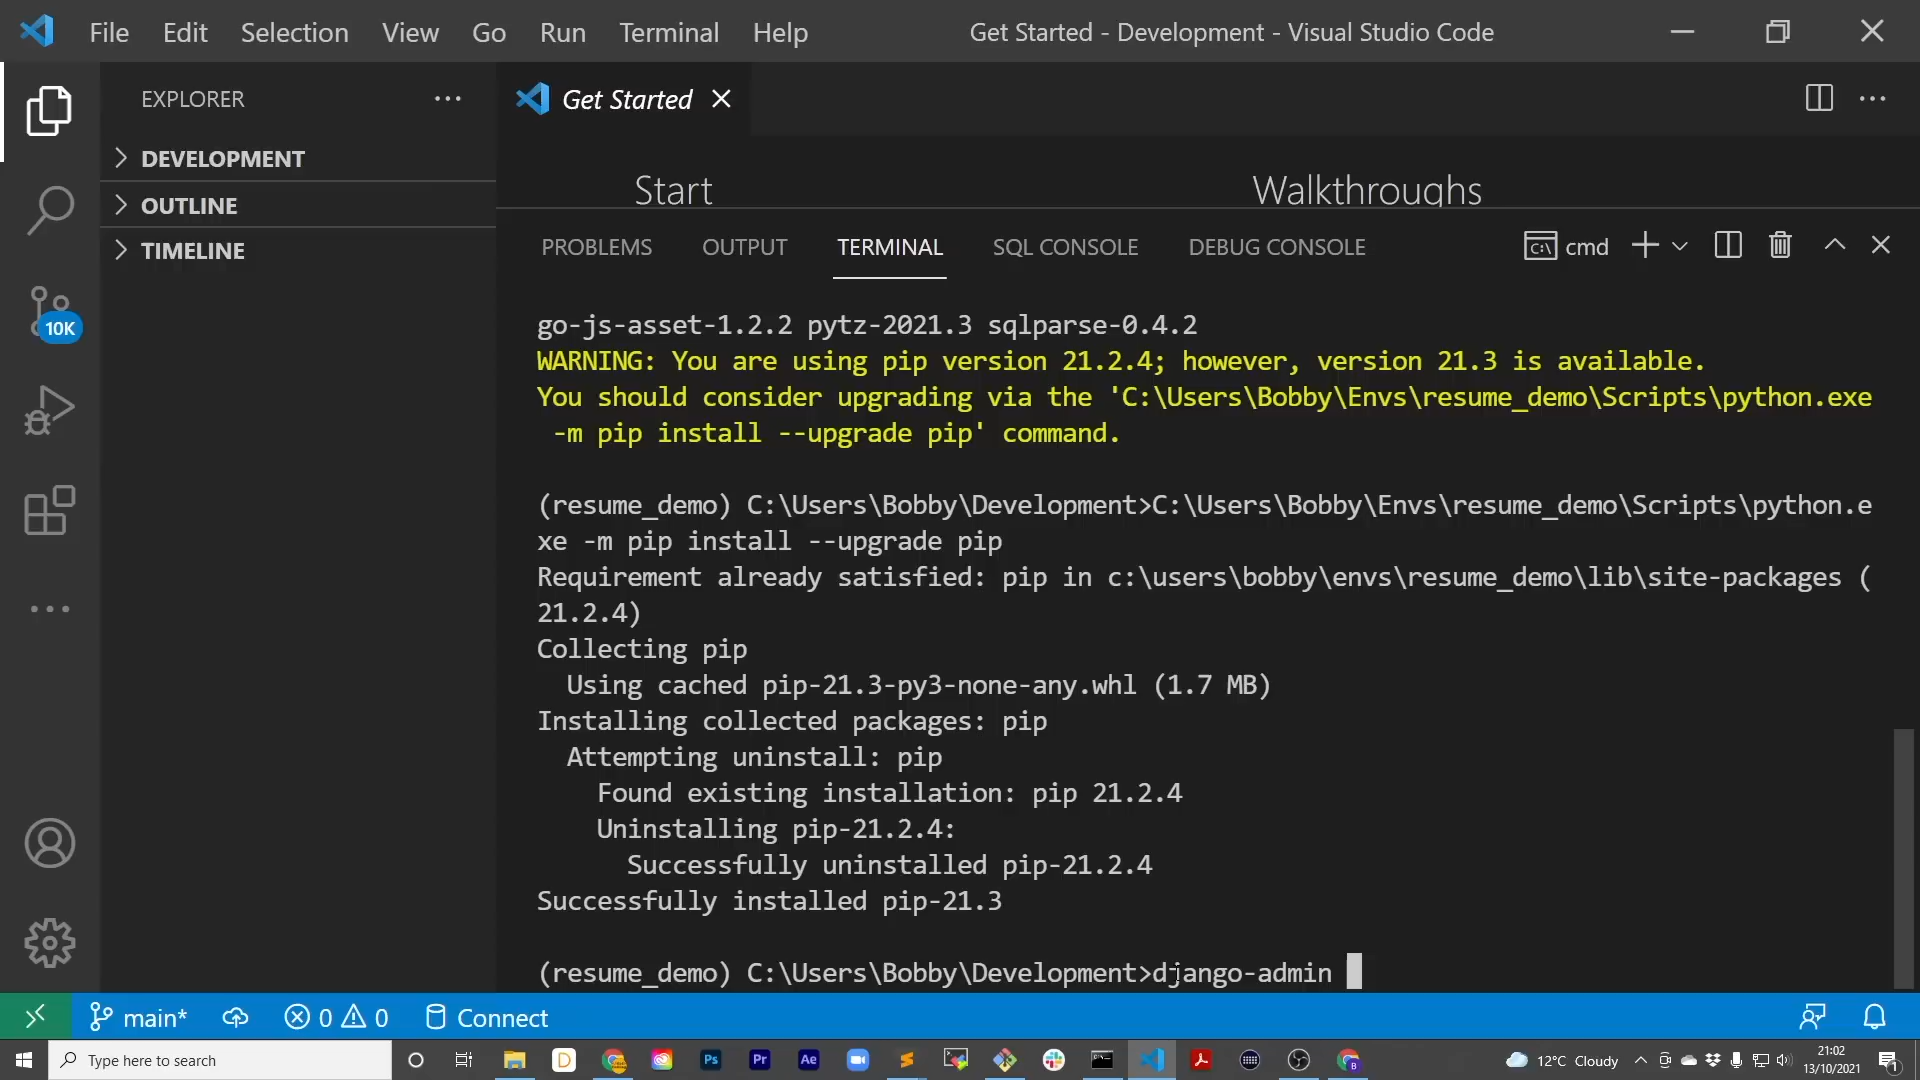 File Edit Selection View Go Run Terminal Help
Get Started - Development - Visual Studio Code
EXPLORER
Get Started
DEVELOPMENT
OUTLINE
TIMELINE
Start
Walkthroughs
PROBLEMS OUTPUT TERMINAL SQL CONSOLE DEBUG CONSOLE
cmd
10K
go-js-asset-1.2.2 pytz-2021.3 sqlparse-0.4.2
WARNING: You are using pip version 21.2.4; however, version 21.3 is available.
You should consider upgrading via the 'C:\Users\Bobby\Envs\resume_demo\Scripts\python.exe
-m pip install --upgrade pip' command.
(resume_demo) C:\Users\Bobby\Development>C:\Users\Bobby\Envs\resume_demo\Scripts\python.e
xe -m pip install --upgrade pip
Requirement already satisfied: pip in c:\users\bobby\envs\resume_demo\lib\site-packages (
21.2.4)
Collecting pip
Using cached pip-21.3-py3-none-any.whl (1.7 MB)
Installing collected packages: pip
Attempting uninstall: pip
Found existing installation: pip 21.2.4
Uninstalling pip-21.2.4:
Successfully uninstalled pip-21.2.4
Successfully installed pip-21.3
(resume_demo) C:\Users\Bobby\Development>django-admin
main* 0 0 Connect
Type here to search
D
Ps
Pr
Ae
12°C Cloudy
21:02
13/10/2021
1